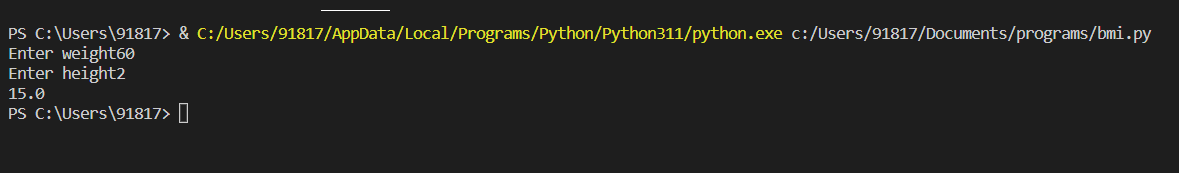 PS C:\Users\91817> & C:/Users/91817/AppData/Local/Programs/Python/Python311/python.exe c:/Users/91817/Documents/programs/bmi.py
Enter weight60
Enter height2
15.0
PS C:\Users\91817>